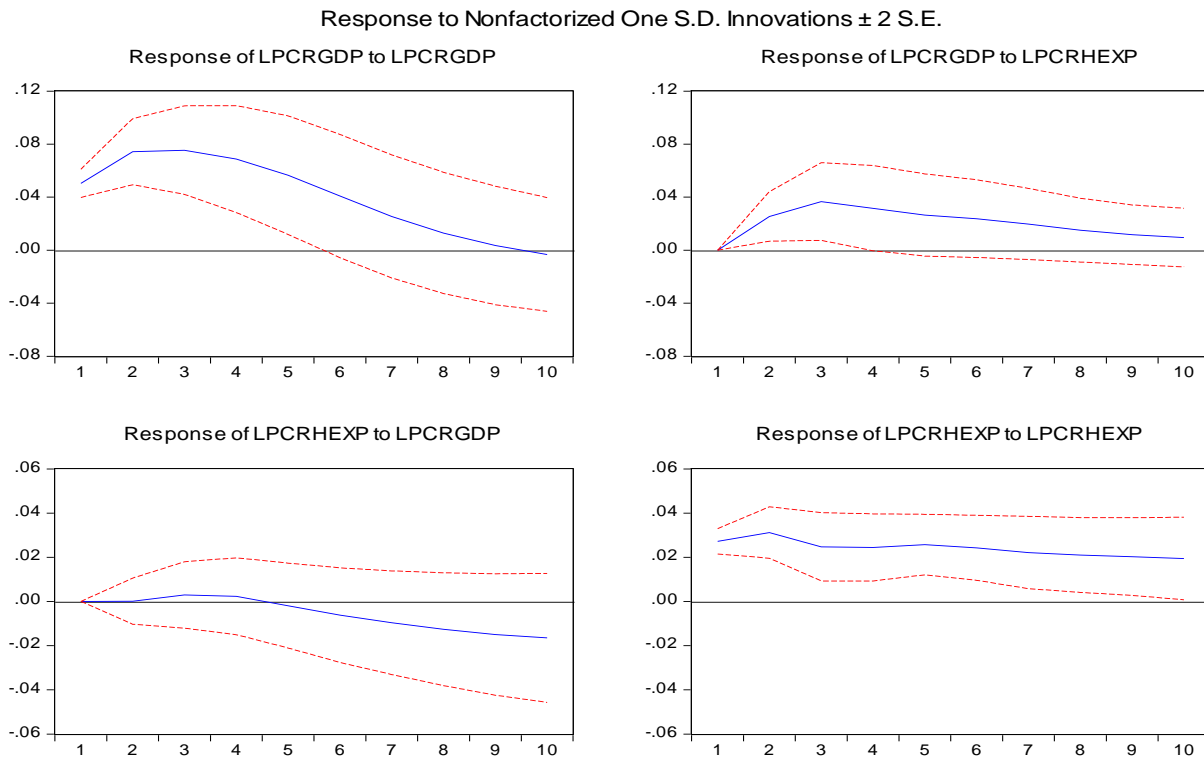 Response to Nonfactorized One S.D. Innovations ± 2 S.E.
Response of LPCRGDP to LPCRGDP
.12
.08
.04
.00
-.04
-.08
1 2 3 4 5 6 7 8 9 10
Response of LPCRGDP to LPCRHEXP
.12
.08
.04
.00
-.04
-.08
1 2 3 4 5 6 7 8 9 10
Response of LPCRHEXP to LPCRGDP
.06
.04
.02
.00
-.02
-.04
-.06
1 2 3 4 5 6 7 8 9 10
Response of LPCRHEXP to LPCRHEXP
.06
.04
.02
.00
-.02
-.04
-.06
1 2 3 4 5 6 7 8 9 10